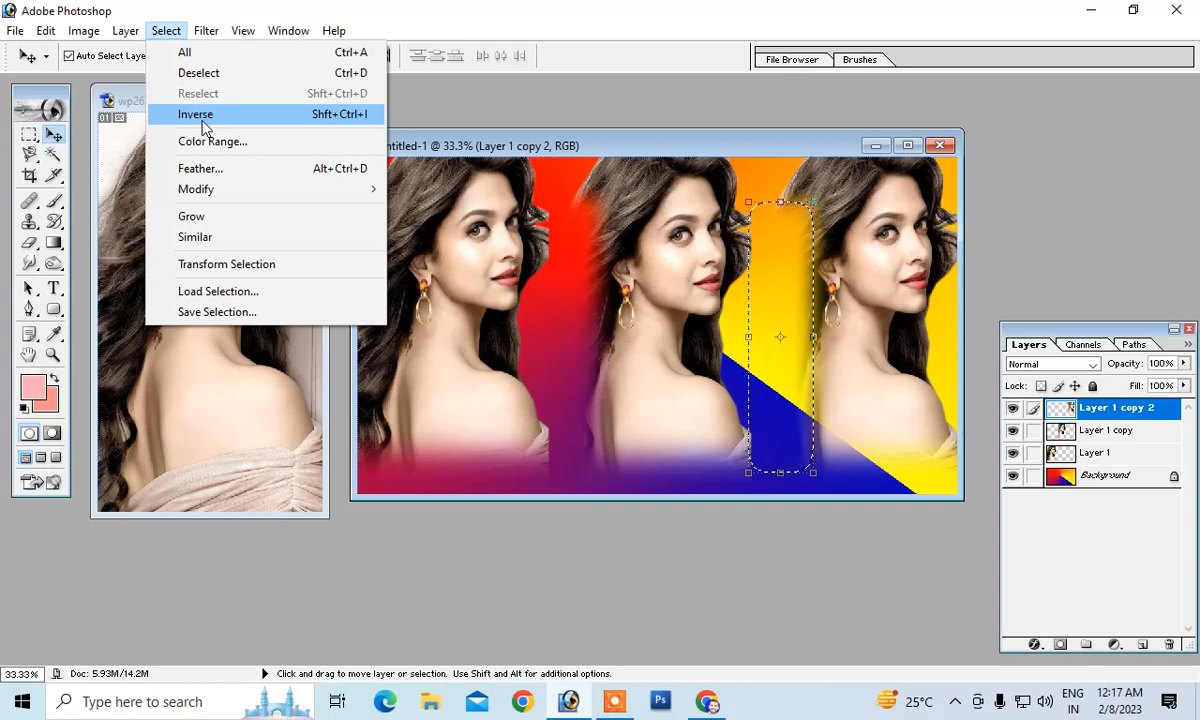 Adobe Photoshop
File Edit Image Layer Select Filter View Window Help
Auto Select Laye
File Browser Brushes
All Ctrl+A
Deselect Ctrl+D
Reselect Shft+Ctrl+D
Inverse Shft+Ctrl+I
Color Range...
Feather... Alt+Ctrl+D
Modify
Grow
Similar
Transform Selection
Load Selection...
Save Selection...
wp26
01
ntitled-1 @ 33.3% (Layer 1 copy 2, RGB)
Layers Channels Paths
Normal Opacity: 100%
Lock: Fill: 100%
Layer 1 copy 2
Layer 1 copy
Layer 1
Background
33.33% Doc: 5.93M/14.2M Click and drag to move layer or selection. Use Shift and Alt for additional options.
Type here to search
Ps
25°C
ENG
IN
12:17 AM
2/8/2023